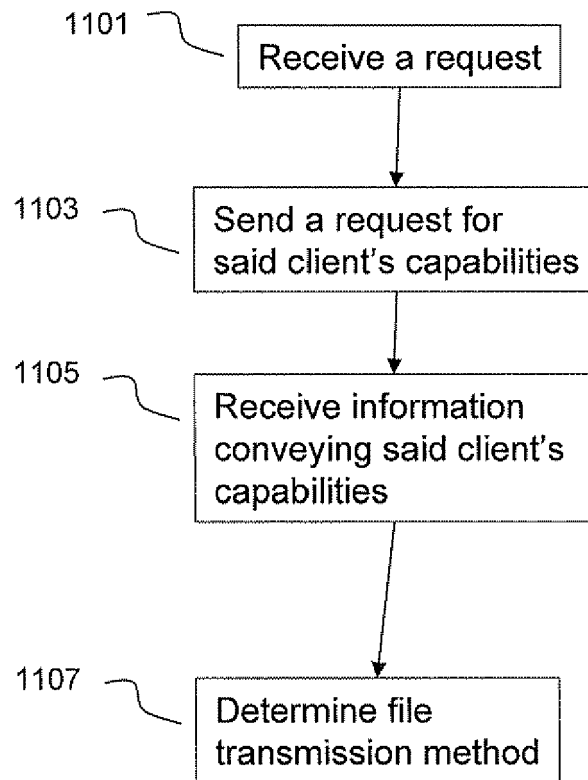 1101
Receive a request
1103
Send a request for
said client's capabilities
1105
Receive information
conveying said client's
capabilities
1107
Determine file
transmission method